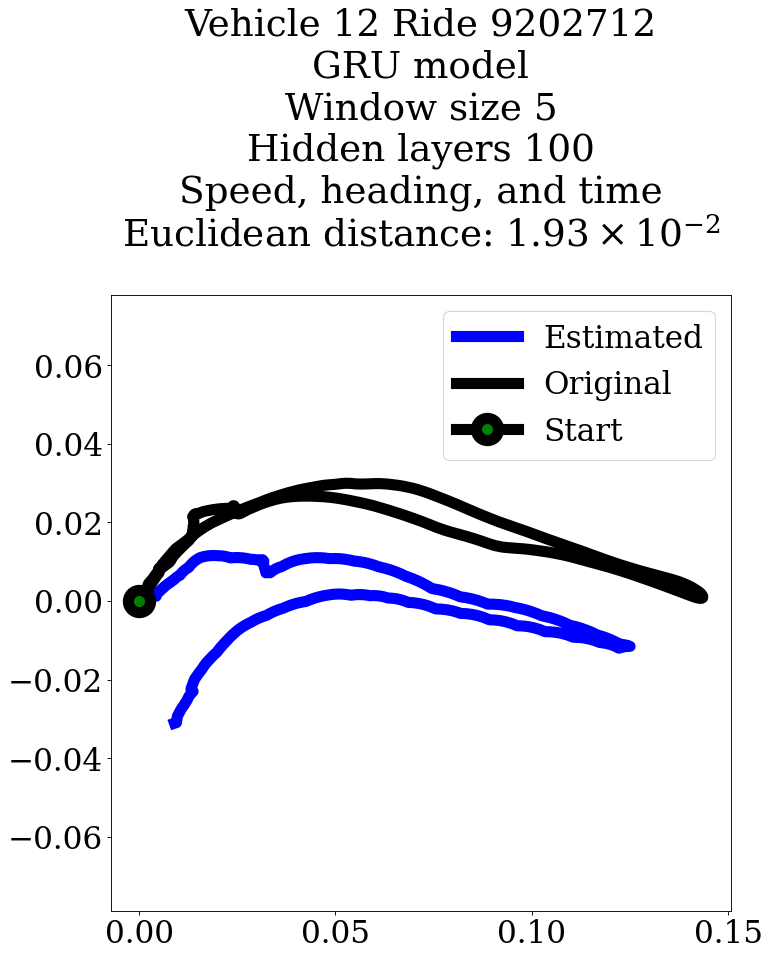 Vehicle 12 Ride 9202712
GRU model
Window size 5
Hidden layers 100
Speed, heading, and time
Euclidean distance: 1.93 × 10⁻²
Estimated
Original
Start
0.06
0.04
0.02
0.00
−0.02
−0.04
−0.06
0.00 0.05 0.10 0.15